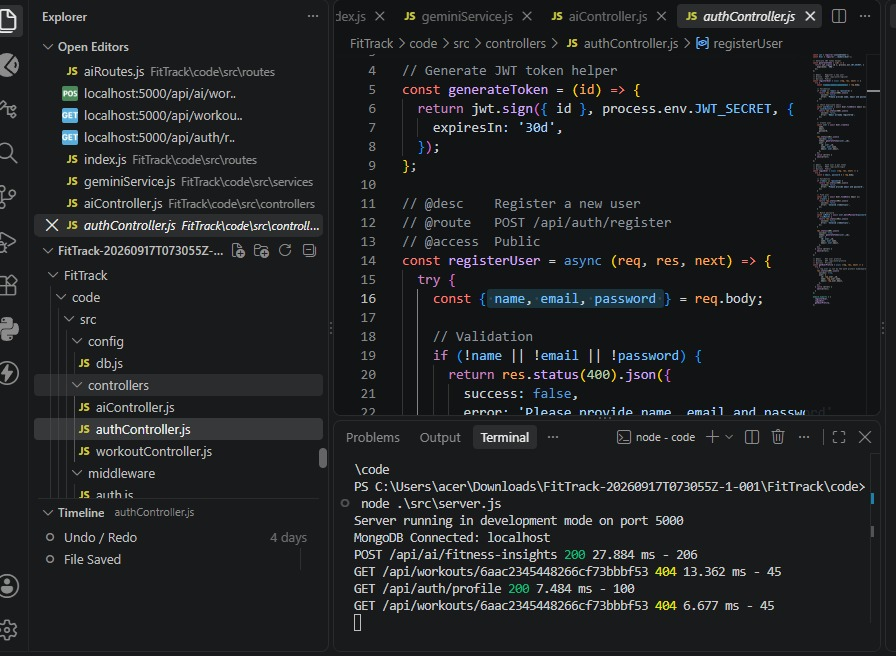 Explorer
Open Editors
JS aiRoutes.js FitTrack\code\src\routes
POS localhost:5000/api/ai/wor..
GET localhost:5000/api/workou..
GET localhost:5000/api/auth/r..
JS index.js FitTrack\code\src\routes
JS geminiService.js FitTrack\code\src\services
JS aiController.js FitTrack\code\src\controllers
JS authController.js FitTrack\code\src\controll...
FitTrack-20260917T073055Z-...
FitTrack
code
src
config
JS db.js
controllers
JS aiController.js
JS authController.js
JS workoutController.js
middleware
JS auth.js
Timeline authController.js
Undo / Redo 4 days
File Saved
dex.js JS geminiService.js JS aiController.js JS authController.js
FitTrack > code > src > controllers > JS authController.js > registerUser
4 // Generate JWT token helper
5 const generateToken = (id) => {
6 return jwt.sign({ id }, process.env.JWT_SECRET, {
7 expiresIn: '30d',
8 });
9 };
10
11 // @desc Register a new user
12 // @route POST /api/auth/register
13 // @access Public
14 const registerUser = async (req, res, next) => {
15 try {
16 const { name, email, password } = req.body;
17
18 // Validation
19 if (!name || !email || !password) {
20 return res.status(400).json({
21 success: false,
22 error: 'Please provide name, email and password'
Problems Output Terminal node - code
\code
PS C:\Users\acer\Downloads\FitTrack-20260917T073055Z-1-001\FitTrack\code>
node .\src\server.js
Server running in development mode on port 5000
MongoDB Connected: localhost
POST /api/ai/fitness-insights 200 27.884 ms - 206
GET /api/workouts/6aac2345448266cf73bbbf53 404 13.362 ms - 45
GET /api/auth/profile 200 7.484 ms - 100
GET /api/workouts/6aac2345448266cf73bbbf53 404 6.677 ms - 45